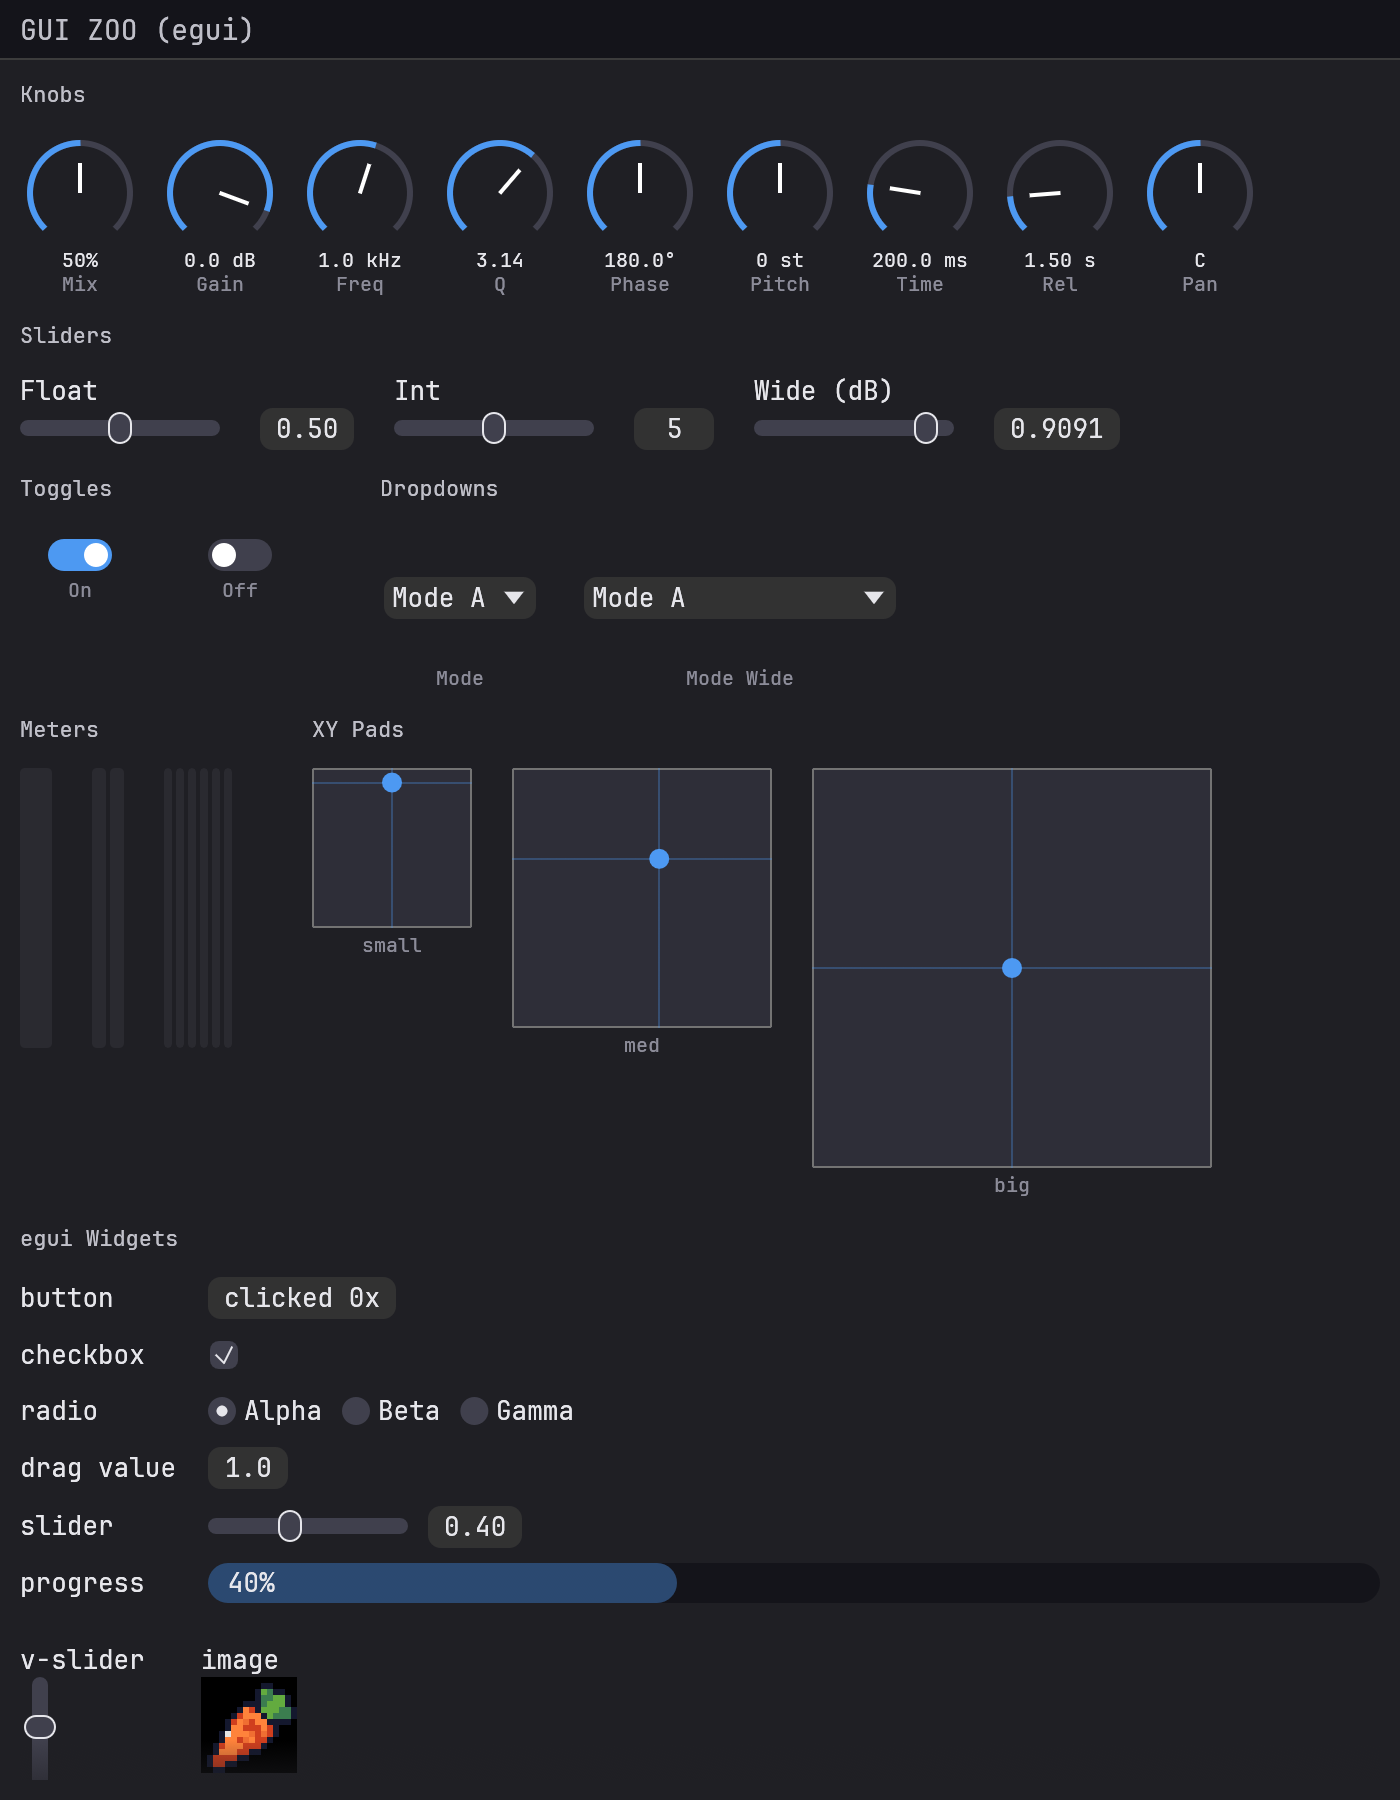 GUI ZOO (egui)
Knobs
50% 0.0 dB 1.0 kHz 3.14 180.0° 0 st 200.0 ms 1.50 s C
Mix Gain Freq Q Phase Pitch Time Rel Pan
Sliders
Float Int Wide (dB)
0.50 5 0.9091
Toggles Dropdowns
On Off
Mode A Mode A
Mode Mode Wide
Meters XY Pads
small
med
big
egui Widgets
button clicked 0x
checkbox
radio Alpha Beta Gamma
drag value 1.0
slider 0.40
progress 40%
v-slider image